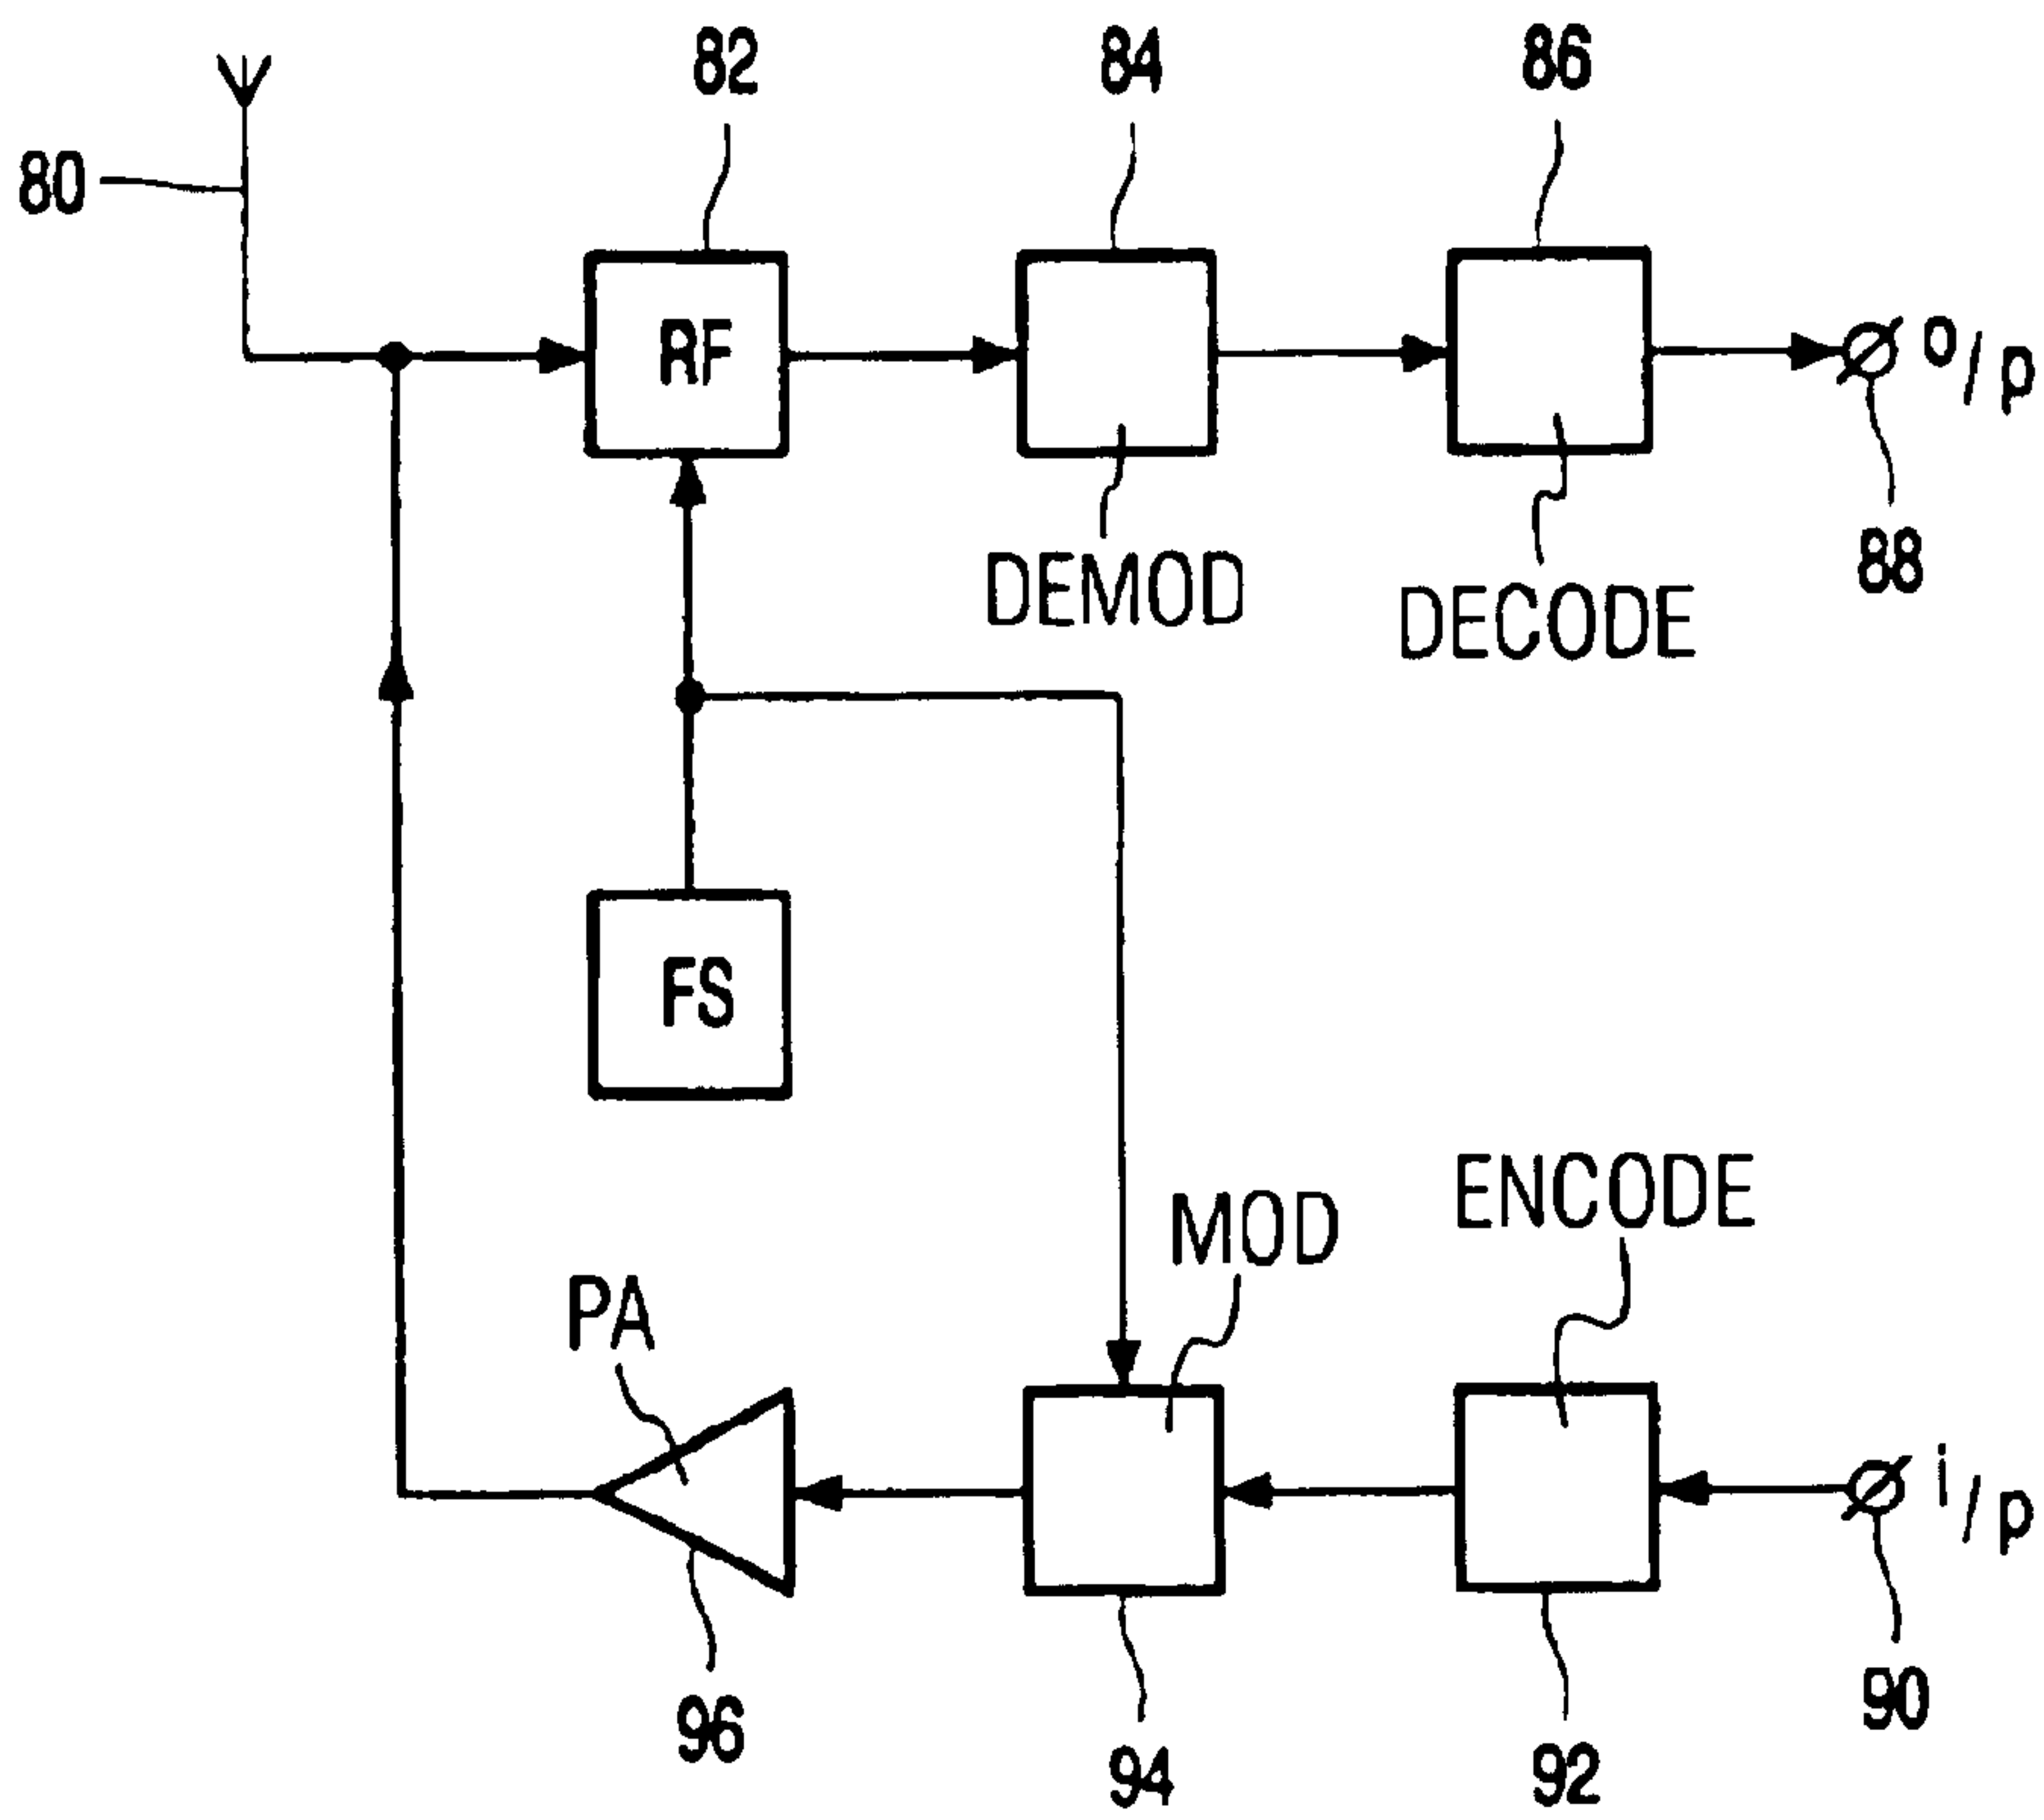 82
84
86
80
RF
o/p
DEMOD
DECODE
88
FS
ENCODE
MOD
PA
i/p
90
96
94
92